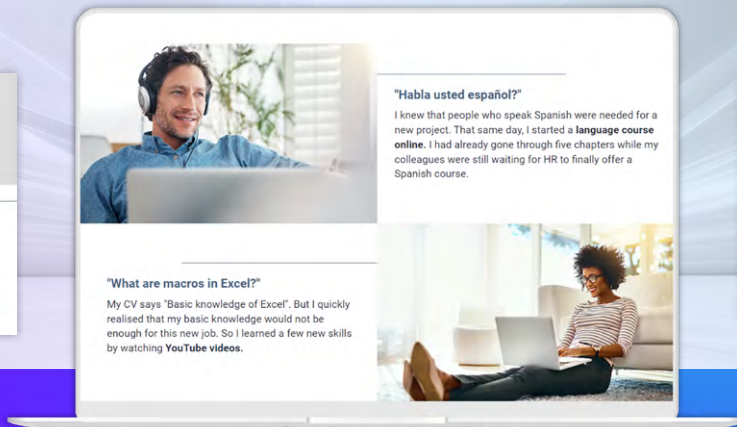 "Habla usted español?"
I knew that people who speak Spanish were needed for a
new project. That same day, I started a language course
online. I had already gone through five chapters while my
colleagues were still waiting for HR to finally offer a
Spanish course.
"What are macros in Excel?"
My CV says "Basic knowledge of Excel". But I quickly
realised that my basic knowledge would not be
enough for this new job. So I learned a few new skills
by watching YouTube videos.